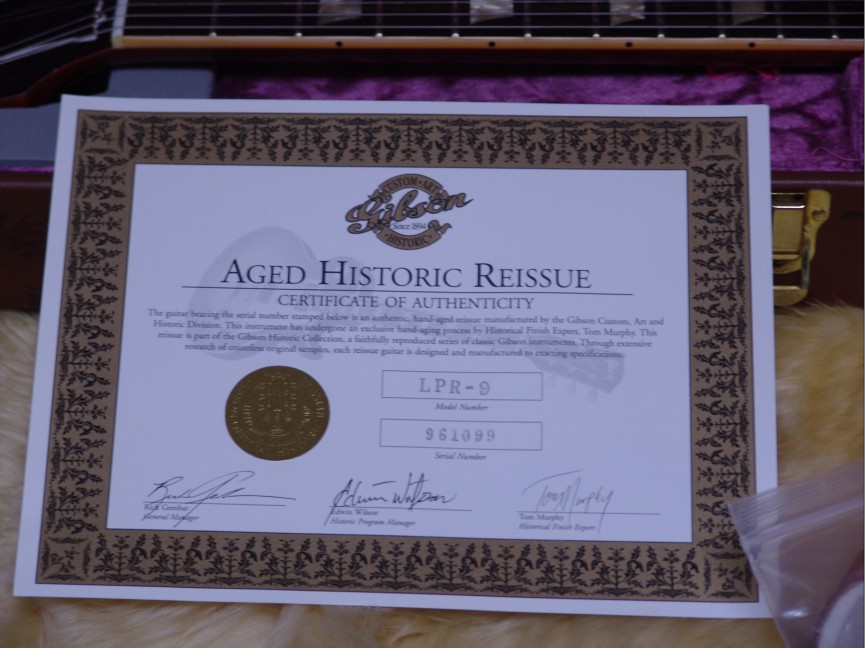 CUSTOM • ART
Gibson
Since 1894
• HISTORIC •
AGED HISTORIC REISSUE
CERTIFICATE OF AUTHENTICITY
The guitar bearing the serial number stamped below is an authentic, hand-aged reissue manufactured by the Gibson Custom, Art and
Historic Division. This instrument has undergone an exclusive hand-aging process by Historical Finish Expert, Tom Murphy. This
reissue is part of the Gibson Historic Collection, a faithfully reproduced series of classic Gibson instruments. Through extensive
research of countless original samples, each reissue guitar is designed and manufactured to exacting specifications.
LPR-9
Model Number
961099
Serial Number
Edwin Wilson
Tom Murphy
Rick Gembar
Edwin Wilson
Tom Murphy
General Manager
Historic Program Manager
Historical Finish Expert